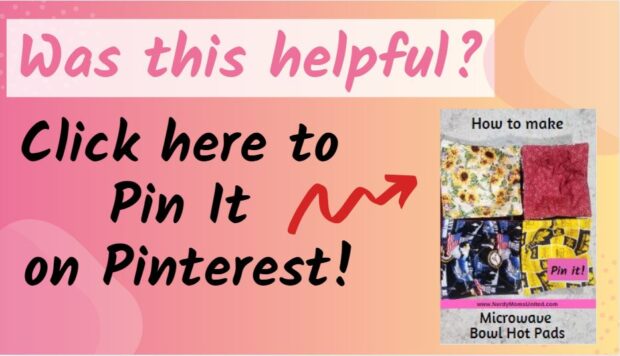 Was this helpful?
Click here to
Pin It
on Pinterest!
How to make
Pin it!
www.NerdyMomsUnited.com
Microwave
Bowl Hot Pads